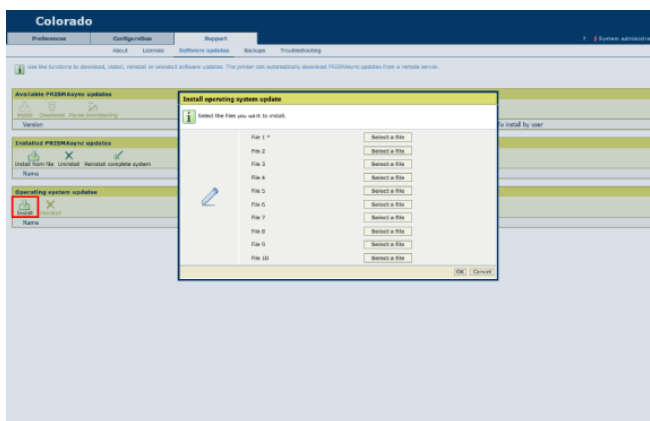 Colorado
Preferences Configuration Support
? System administrator
About Licenses Software updates Backups Troubleshooting
Use the functions to download, install, reinstall or uninstall software updates. The printer can automatically download PRISMAsync updates from a remote server.
Available PRISMAsync updates
Install Download Pause downloading
Version
To install by user
Installed PRISMAsync updates
Install from file Uninstall Reinstall complete system
Name
Operating system updates
Install Uninstall
Name
Install operating system update
Select the files you want to install.
File 1 * Select a file
File 2 Select a file
File 3 Select a file
File 4 Select a file
File 5 Select a file
File 6 Select a file
File 7 Select a file
File 8 Select a file
File 9 Select a file
File 10 Select a file
OK Cancel